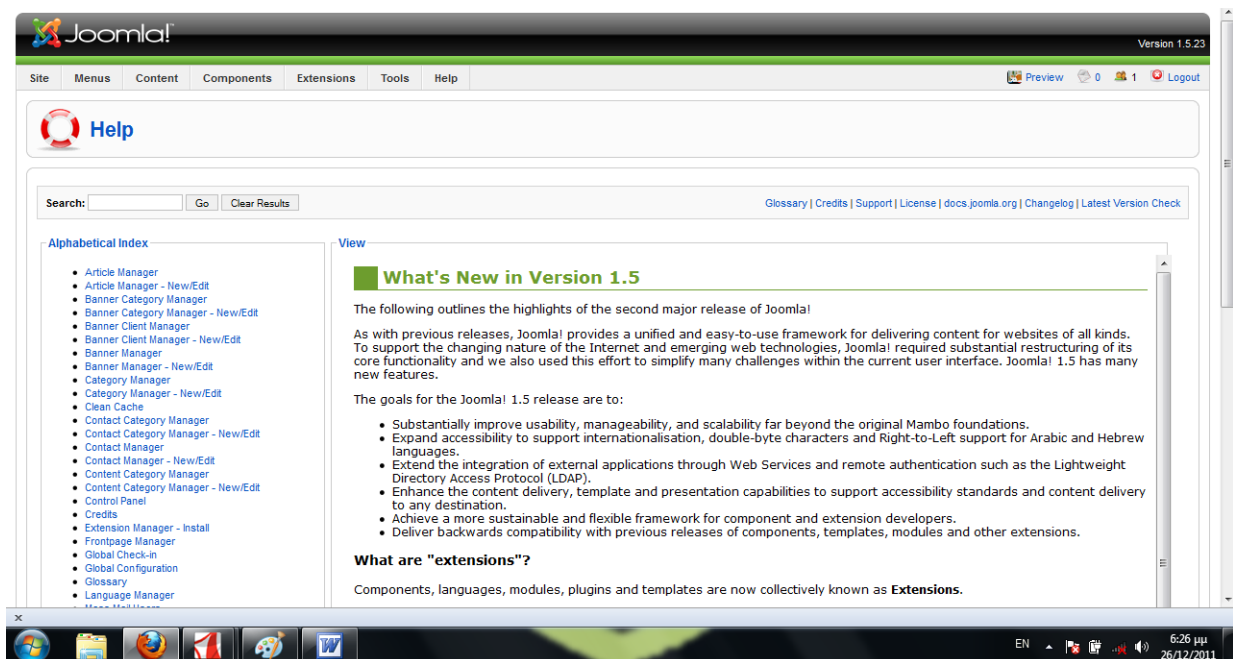 Joomla!
Version 1.5.23
Site Menus Content Components Extensions Tools Help Preview 0 1 Logout
Help
Search: Go Clear Results Glossary | Credits | Support | License | docs.joomla.org | Changelog | Latest Version Check
Alphabetical Index
Article Manager
Article Manager - New/Edit
Banner Category Manager
Banner Category Manager - New/Edit
Banner Client Manager
Banner Client Manager - New/Edit
Banner Manager
Banner Manager - New/Edit
Category Manager
Category Manager - New/Edit
Clean Cache
Contact Category Manager
Contact Category Manager - New/Edit
Contact Manager
Contact Manager - New/Edit
Content Category Manager
Content Category Manager - New/Edit
Control Panel
Credits
Extension Manager - Install
Frontpage Manager
Global Check-in
Global Configuration
Glossary
Language Manager
View
What's New in Version 1.5
The following outlines the highlights of the second major release of Joomla!
As with previous releases, Joomla! provides a unified and easy-to-use framework for delivering content for websites of all kinds.
To support the changing nature of the Internet and emerging web technologies, Joomla! required substantial restructuring of its
core functionality and we also used this effort to simplify many challenges within the current user interface. Joomla! 1.5 has many
new features.
The goals for the Joomla! 1.5 release are to:
Substantially improve usability, manageability, and scalability far beyond the original Mambo foundations.
Expand accessibility to support internationalisation, double-byte characters and Right-to-Left support for Arabic and Hebrew
languages.
Extend the integration of external applications through Web Services and remote authentication such as the Lightweight
Directory Access Protocol (LDAP).
Enhance the content delivery, template and presentation capabilities to support accessibility standards and content delivery
to any destination.
Achieve a more sustainable and flexible framework for component and extension developers.
Deliver backwards compatibility with previous releases of components, templates, modules and other extensions.
What are "extensions"?
Components, languages, modules, plugins and templates are now collectively known as Extensions.
EN
6:26 μμ
26/12/2011